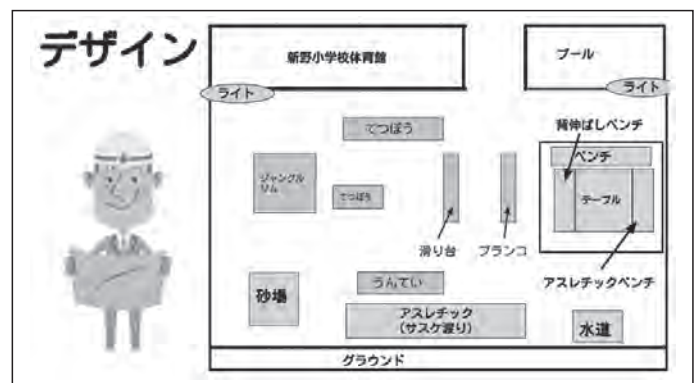 デザイン
新野小学校体育館
プール
ライト
ライト
てつぼう
背伸ばしベンチ
ベンチ
ジャングル
リム
てつぼう
テーブル
滑り台
ブランコ
うんてい
アスレチックベンチ
砂場
アスレチック
(サスケ渡り)
水道
グラウンド